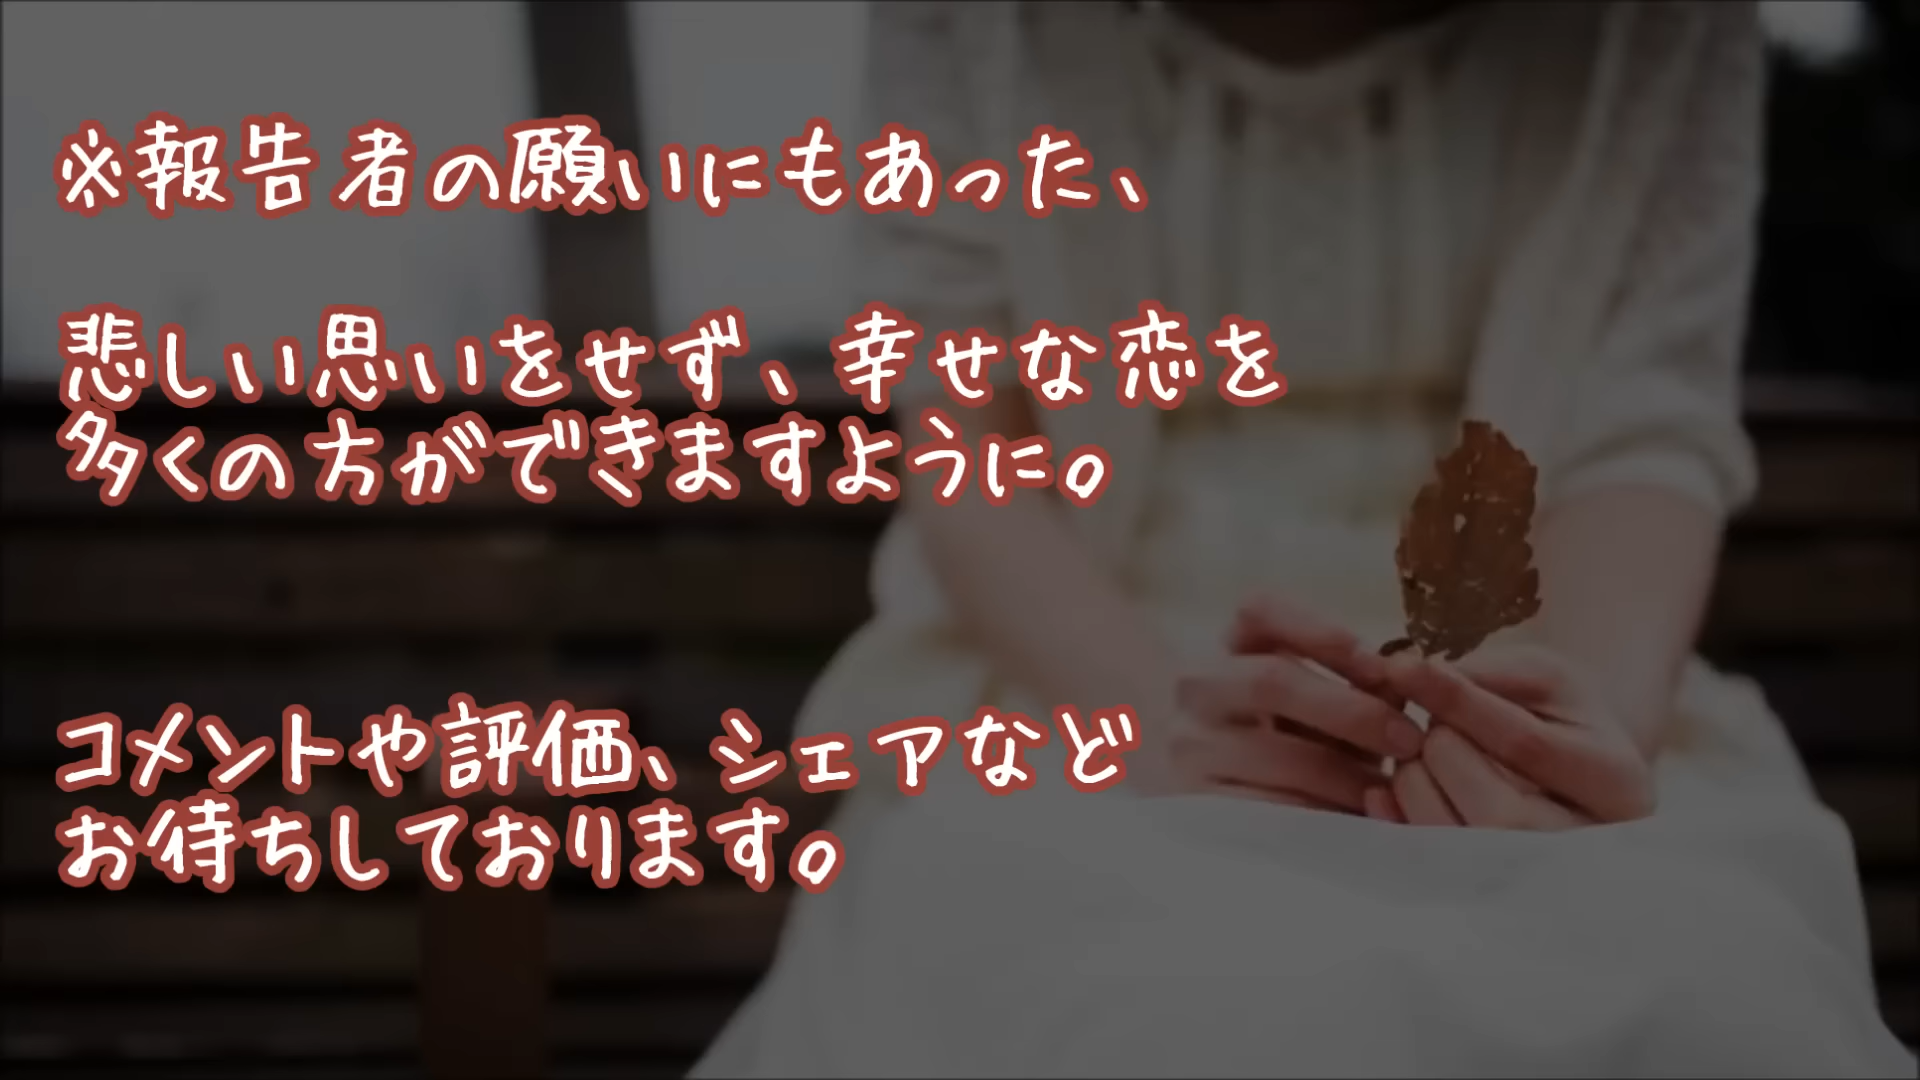 ※報告者の願いにもあった、
悲しい思いをせず、幸せな恋を
多くの方ができますように。
コメントや評価、シェアなど
お待ちしております。